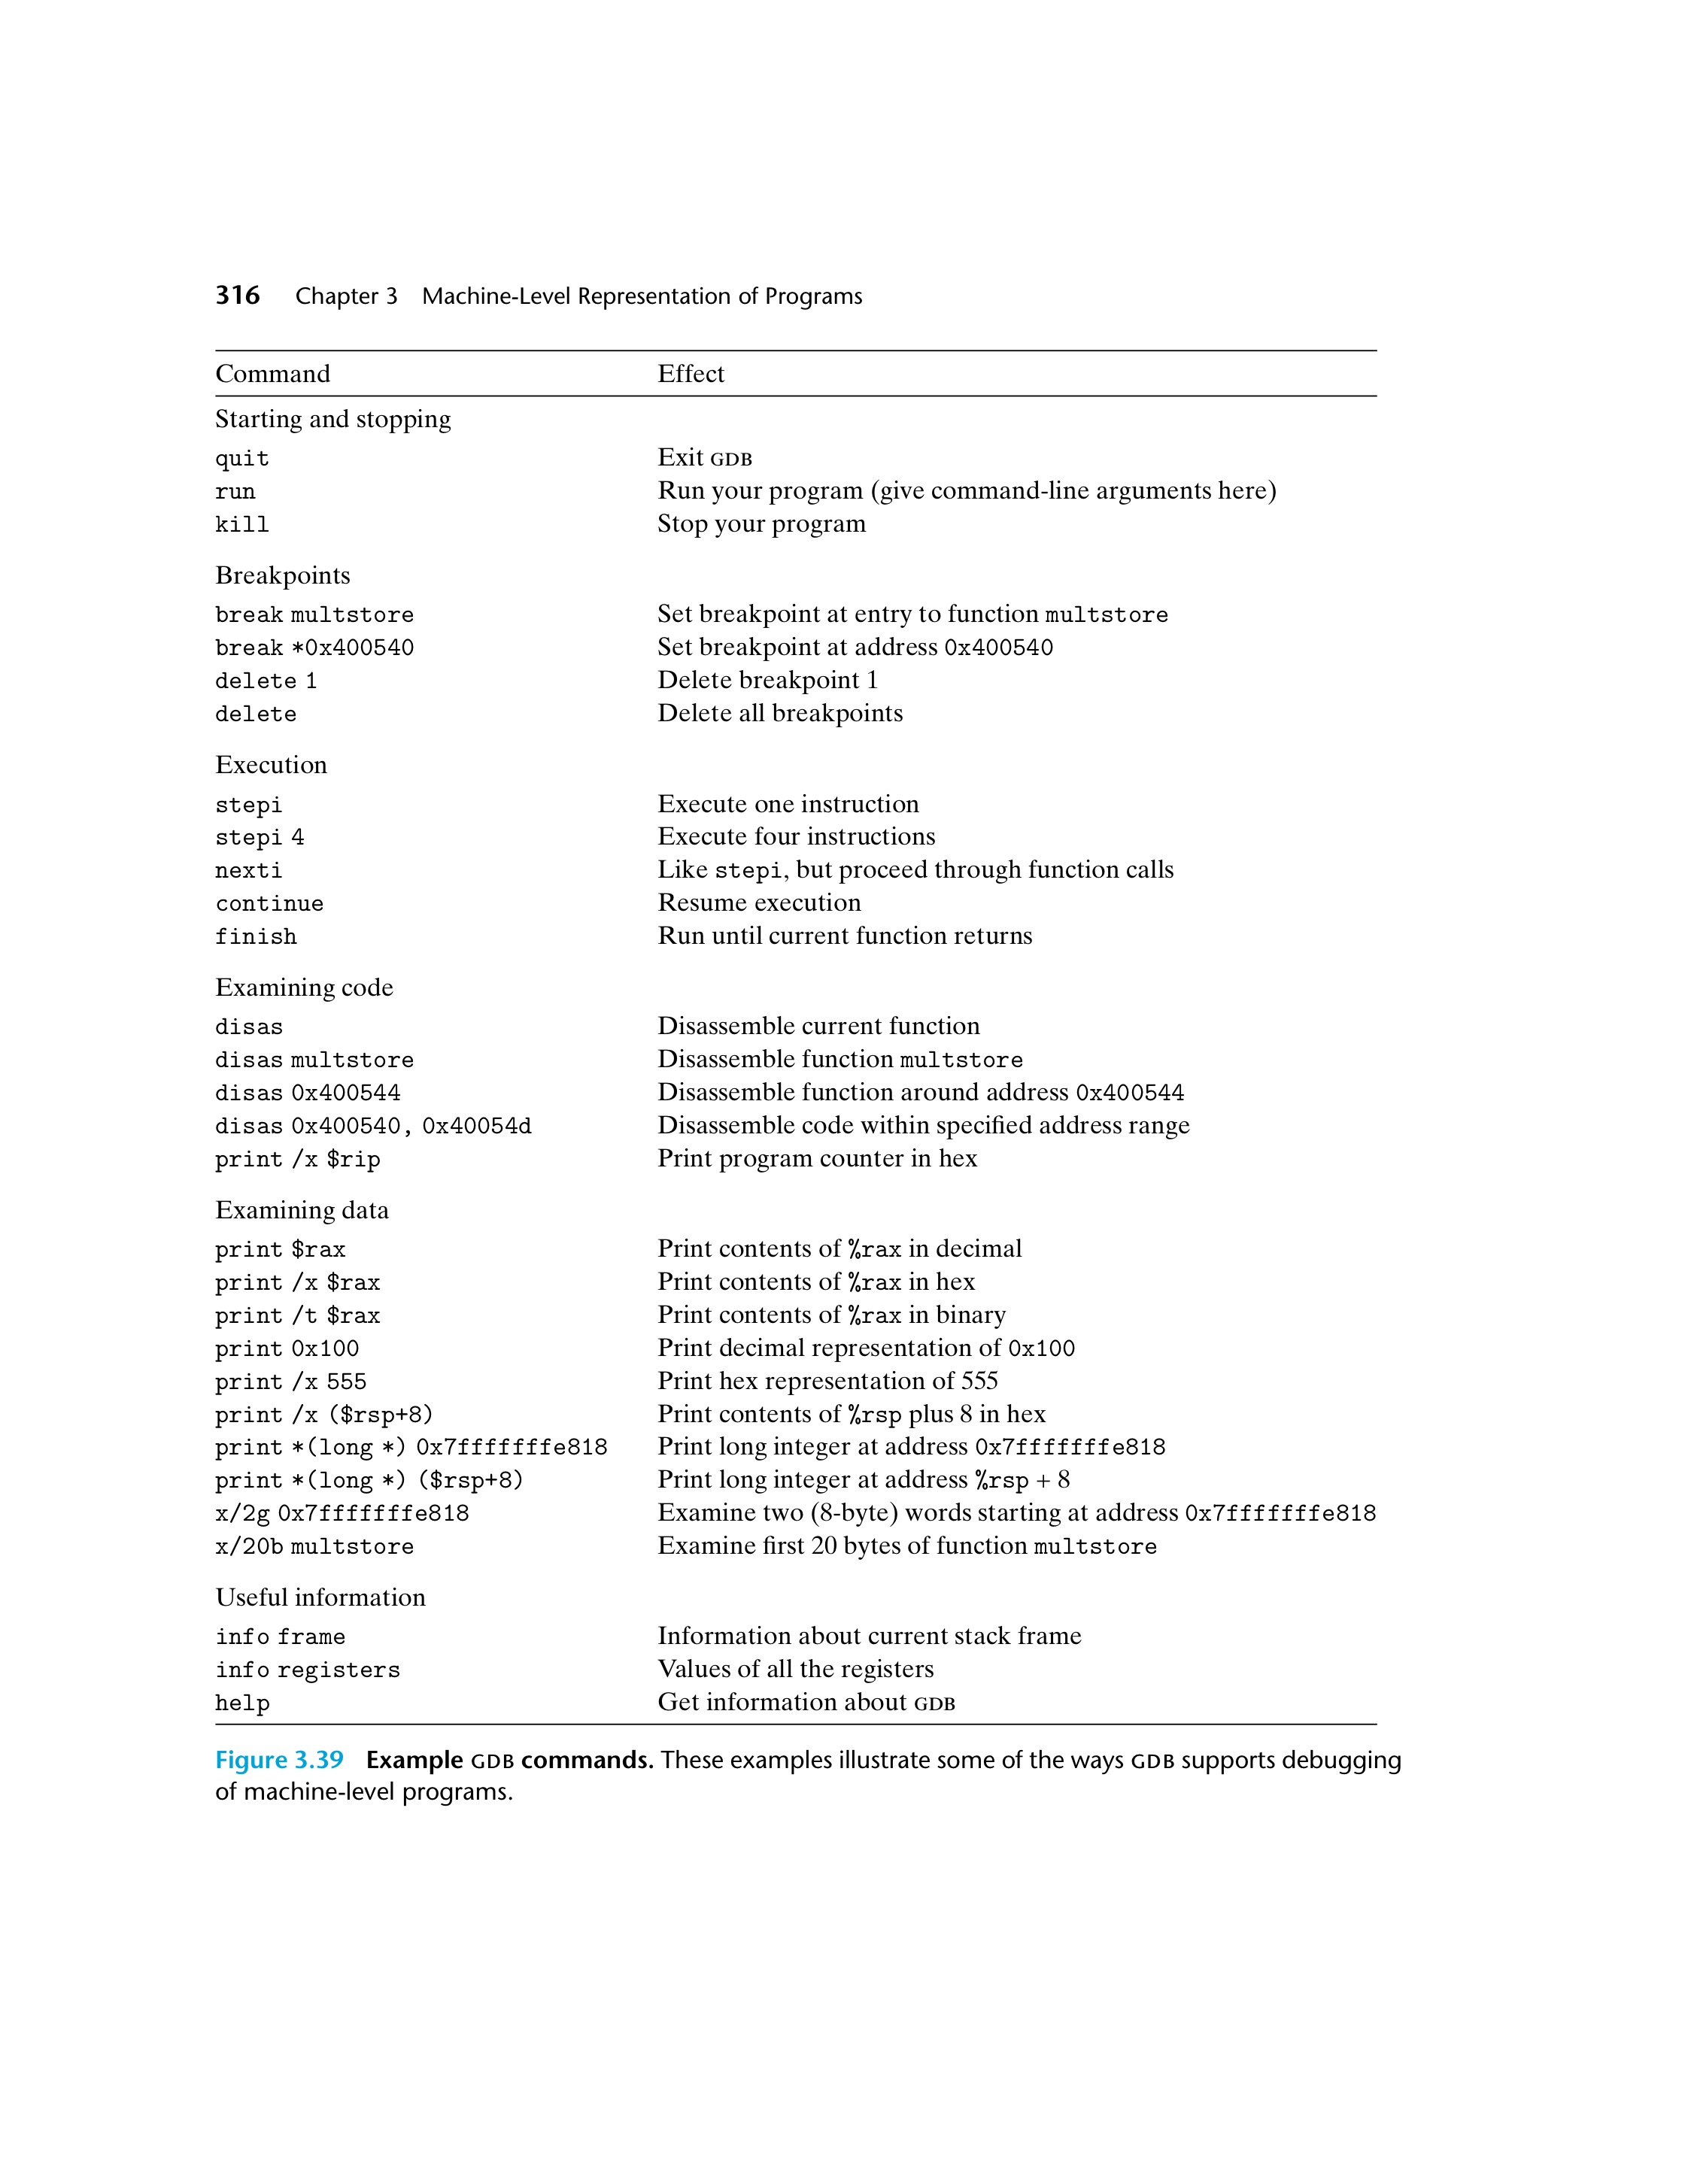 316 Chapter 3 Machine-Level Representation of Programs
Command Effect
Starting and stopping
quit Exit GDB
run Run your program (give command-line arguments here)
kill Stop your program
Breakpoints
break multstore Set breakpoint at entry to function multstore
break *0x400540 Set breakpoint at address 0x400540
delete 1 Delete breakpoint 1
delete Delete all breakpoints
Execution
stepi Execute one instruction
stepi 4 Execute four instructions
nexti Like stepi, but proceed through function calls
continue Resume execution
finish Run until current function returns
Examining code
disas Disassemble current function
disas multstore Disassemble function multstore
disas 0x400544 Disassemble function around address 0x400544
disas 0x400540, 0x40054d Disassemble code within specified address range
print /x $rip Print program counter in hex
Examining data
print $rax Print contents of %rax in decimal
print /x $rax Print contents of %rax in hex
print /t $rax Print contents of %rax in binary
print 0x100 Print decimal representation of 0x100
print /x 555 Print hex representation of 555
print /x ($rsp+8) Print contents of %rsp plus 8 in hex
print *(long *) 0x7fffffffe818 Print long integer at address 0x7fffffffe818
print *(long *) ($rsp+8) Print long integer at address %rsp + 8
x/2g 0x7fffffffe818 Examine two (8-byte) words starting at address 0x7fffffffe818
x/20b multstore Examine first 20 bytes of function multstore
Useful information
info frame Information about current stack frame
info registers Values of all the registers
help Get information about GDB
Figure 3.39 Example GDB commands. These examples illustrate some of the ways GDB supports debugging
of machine-level programs.